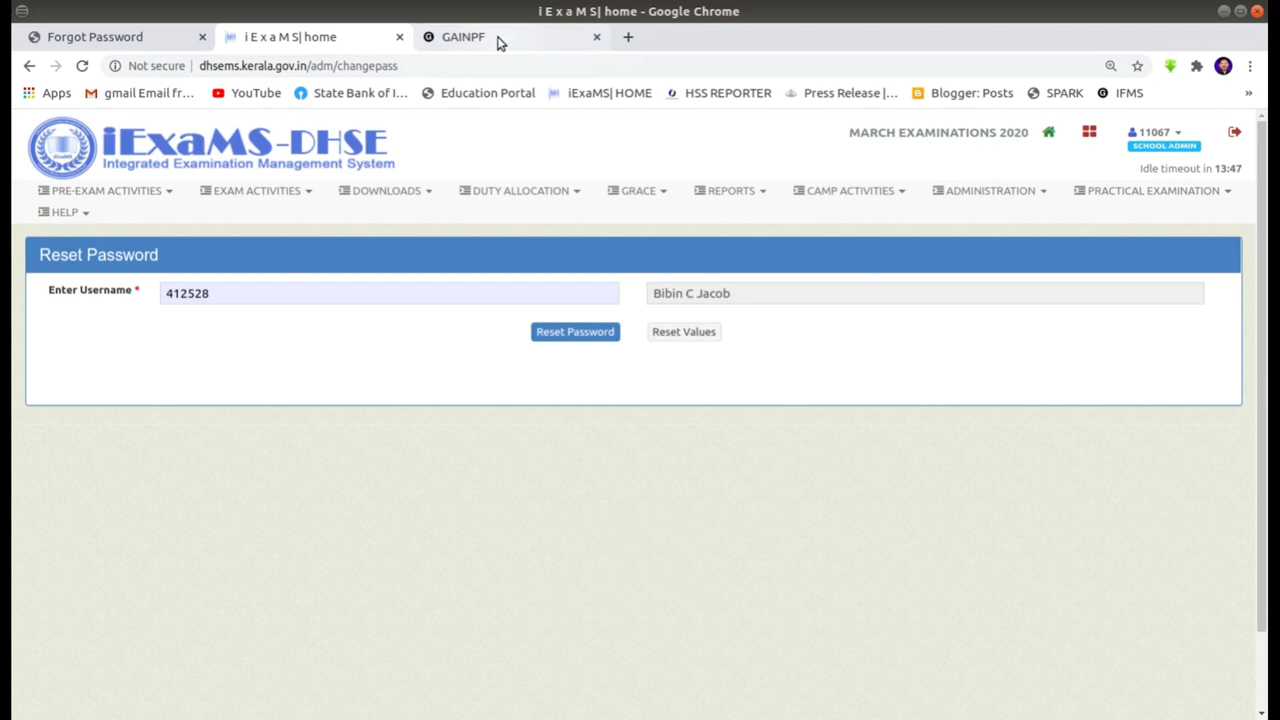 i E x a M S| home - Google Chrome
Forgot Password
i E x a M S| home
GAINPF
Not secure
dhsems.kerala.gov.in/adm/changepass
Apps
gmail Email fr...
YouTube
State Bank of I...
Education Portal
iExaMS| HOME
HSS REPORTER
Press Release |...
Blogger: Posts
SPARK
IFMS
»
iExaMS-DHSE
Integrated Examination Management System
MARCH EXAMINATIONS 2020
11067
SCHOOL ADMIN
Idle timeout in 13:47
PRE-EXAM ACTIVITIES
EXAM ACTIVITIES
DOWNLOADS
DUTY ALLOCATION
GRACE
REPORTS
CAMP ACTIVITIES
ADMINISTRATION
PRACTICAL EXAMINATION
HELP
Reset Password
Enter Username *
412528
Bibin C Jacob
Reset Password
Reset Values